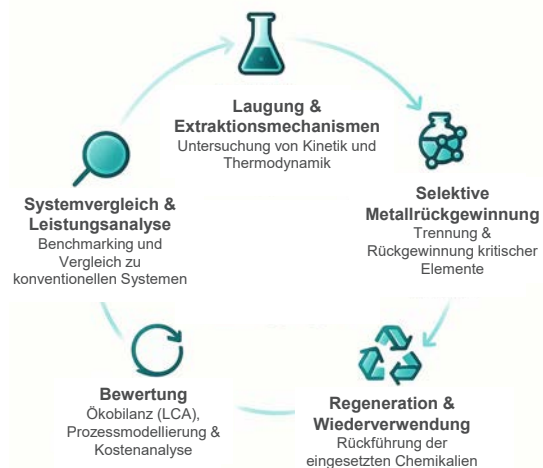 Laugung &
Extraktionsmechanismen
Untersuchung von Kinetik und
Thermodynamik
Selektive
Metallrückgewinnung
Trennung &
Rückgewinnung kritischer
Elemente
Regeneration &
Wiederverwendung
Rückführung der
eingesetzten Chemikalien
Bewertung
Ökobilanz (LCA),
Prozessmodellierung &
Kostenanalyse
Systemvergleich &
Leistungsanalyse
Benchmarking und
Vergleich zu
konventionellen Systemen